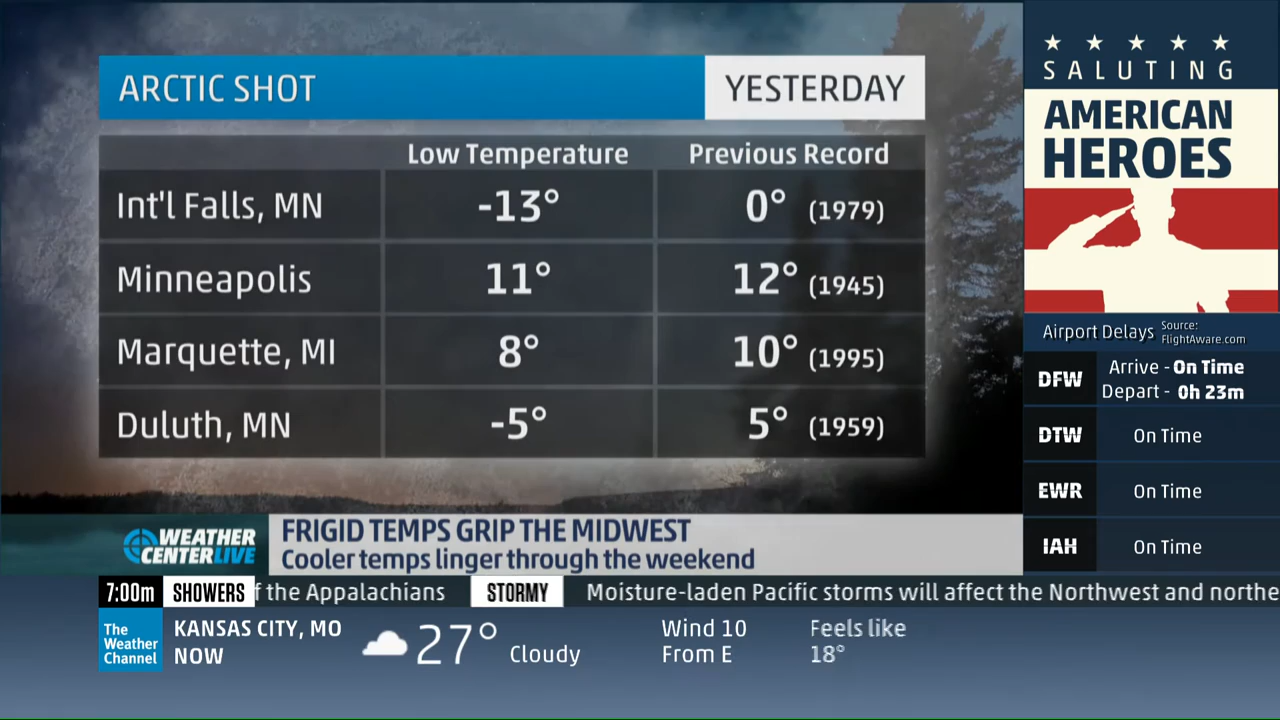 ARCTIC SHOT
YESTERDAY
Low Temperature Previous Record
Int'l Falls, MN -13° 0° (1979)
Minneapolis 11° 12° (1945)
Marquette, MI 8° 10° (1995)
Duluth, MN -5° 5° (1959)
SALUTING
AMERICAN
HEROES
Airport Delays Source:
FlightAware.com
DFW Arrive - On Time
Depart - 0h 23m
DTW On Time
EWR On Time
IAH On Time
WEATHER
CENTER LIVE
FRIGID TEMPS GRIP THE MIDWEST
Cooler temps linger through the weekend
7:00m SHOWERS f the Appalachians STORMY Moisture-laden Pacific storms will affect the Northwest and northe
The
Weather
Channel
KANSAS CITY, MO
NOW
27° Cloudy
Wind 10
From E
Feels like
18°